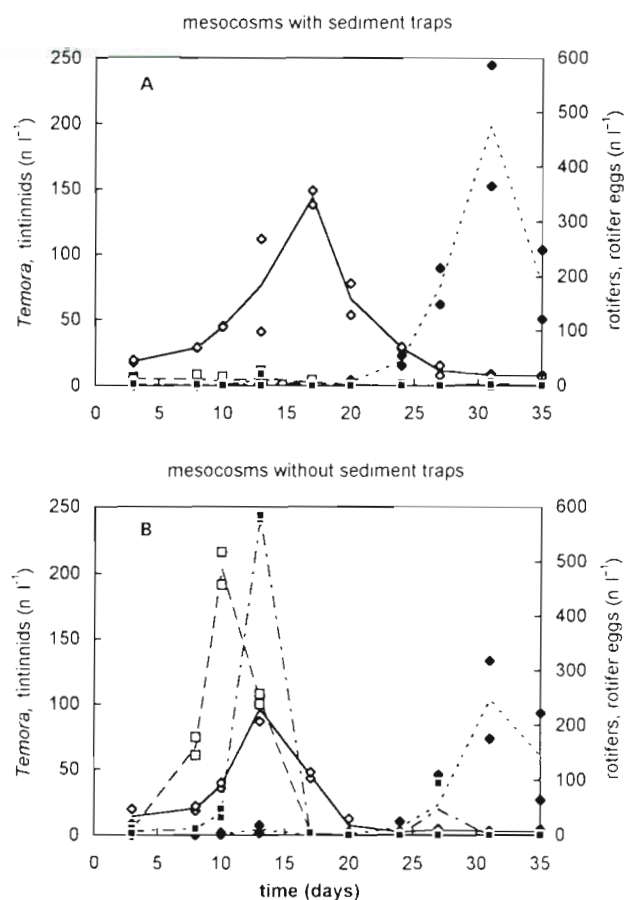 mesocosms with sediment traps
A
Temora, tintinnids (n l⁻¹)
250
200
150
100
50
0
600
500
400
300
200
100
0
rotifers, rotifer eggs (n l⁻¹)
0 5 10 15 20 25 30 35
mesocosms without sediment traps
B
Temora, tintinnids (n l⁻¹)
250
200
150
100
50
0
600
500
400
300
200
100
0
rotifers, rotifer eggs (n l⁻¹)
0 5 10 15 20 25 30 35
time (days)